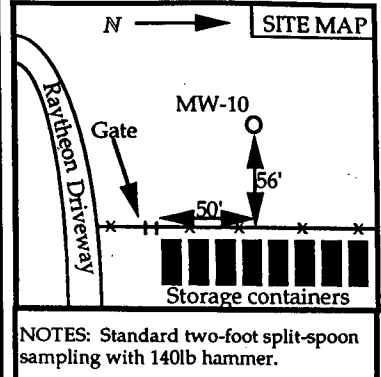 N
SITE MAP
MW-10
Raytheon Driveway
Gate
56'
50'
Storage containers
NOTES: Standard two-foot split-spoon
sampling with 140lb hammer.